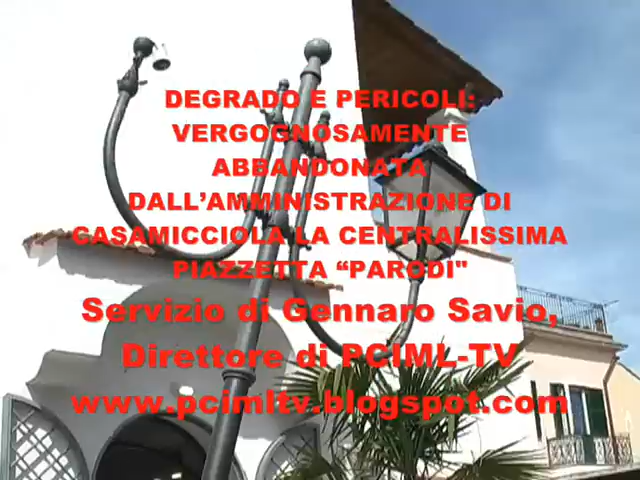 DEGRADO E PERICOLI:
VERGOGNOSAMENTE
ABBANDONATA
DALL'AMMINISTRAZIONE DI
CASAMICCIOLA LA CENTRALISSIMA
PIAZZETTA “PARODI"
Servizio di Gennaro Savio,
Direttore di PCIML-TV
www.pcimltv.blogspot.com